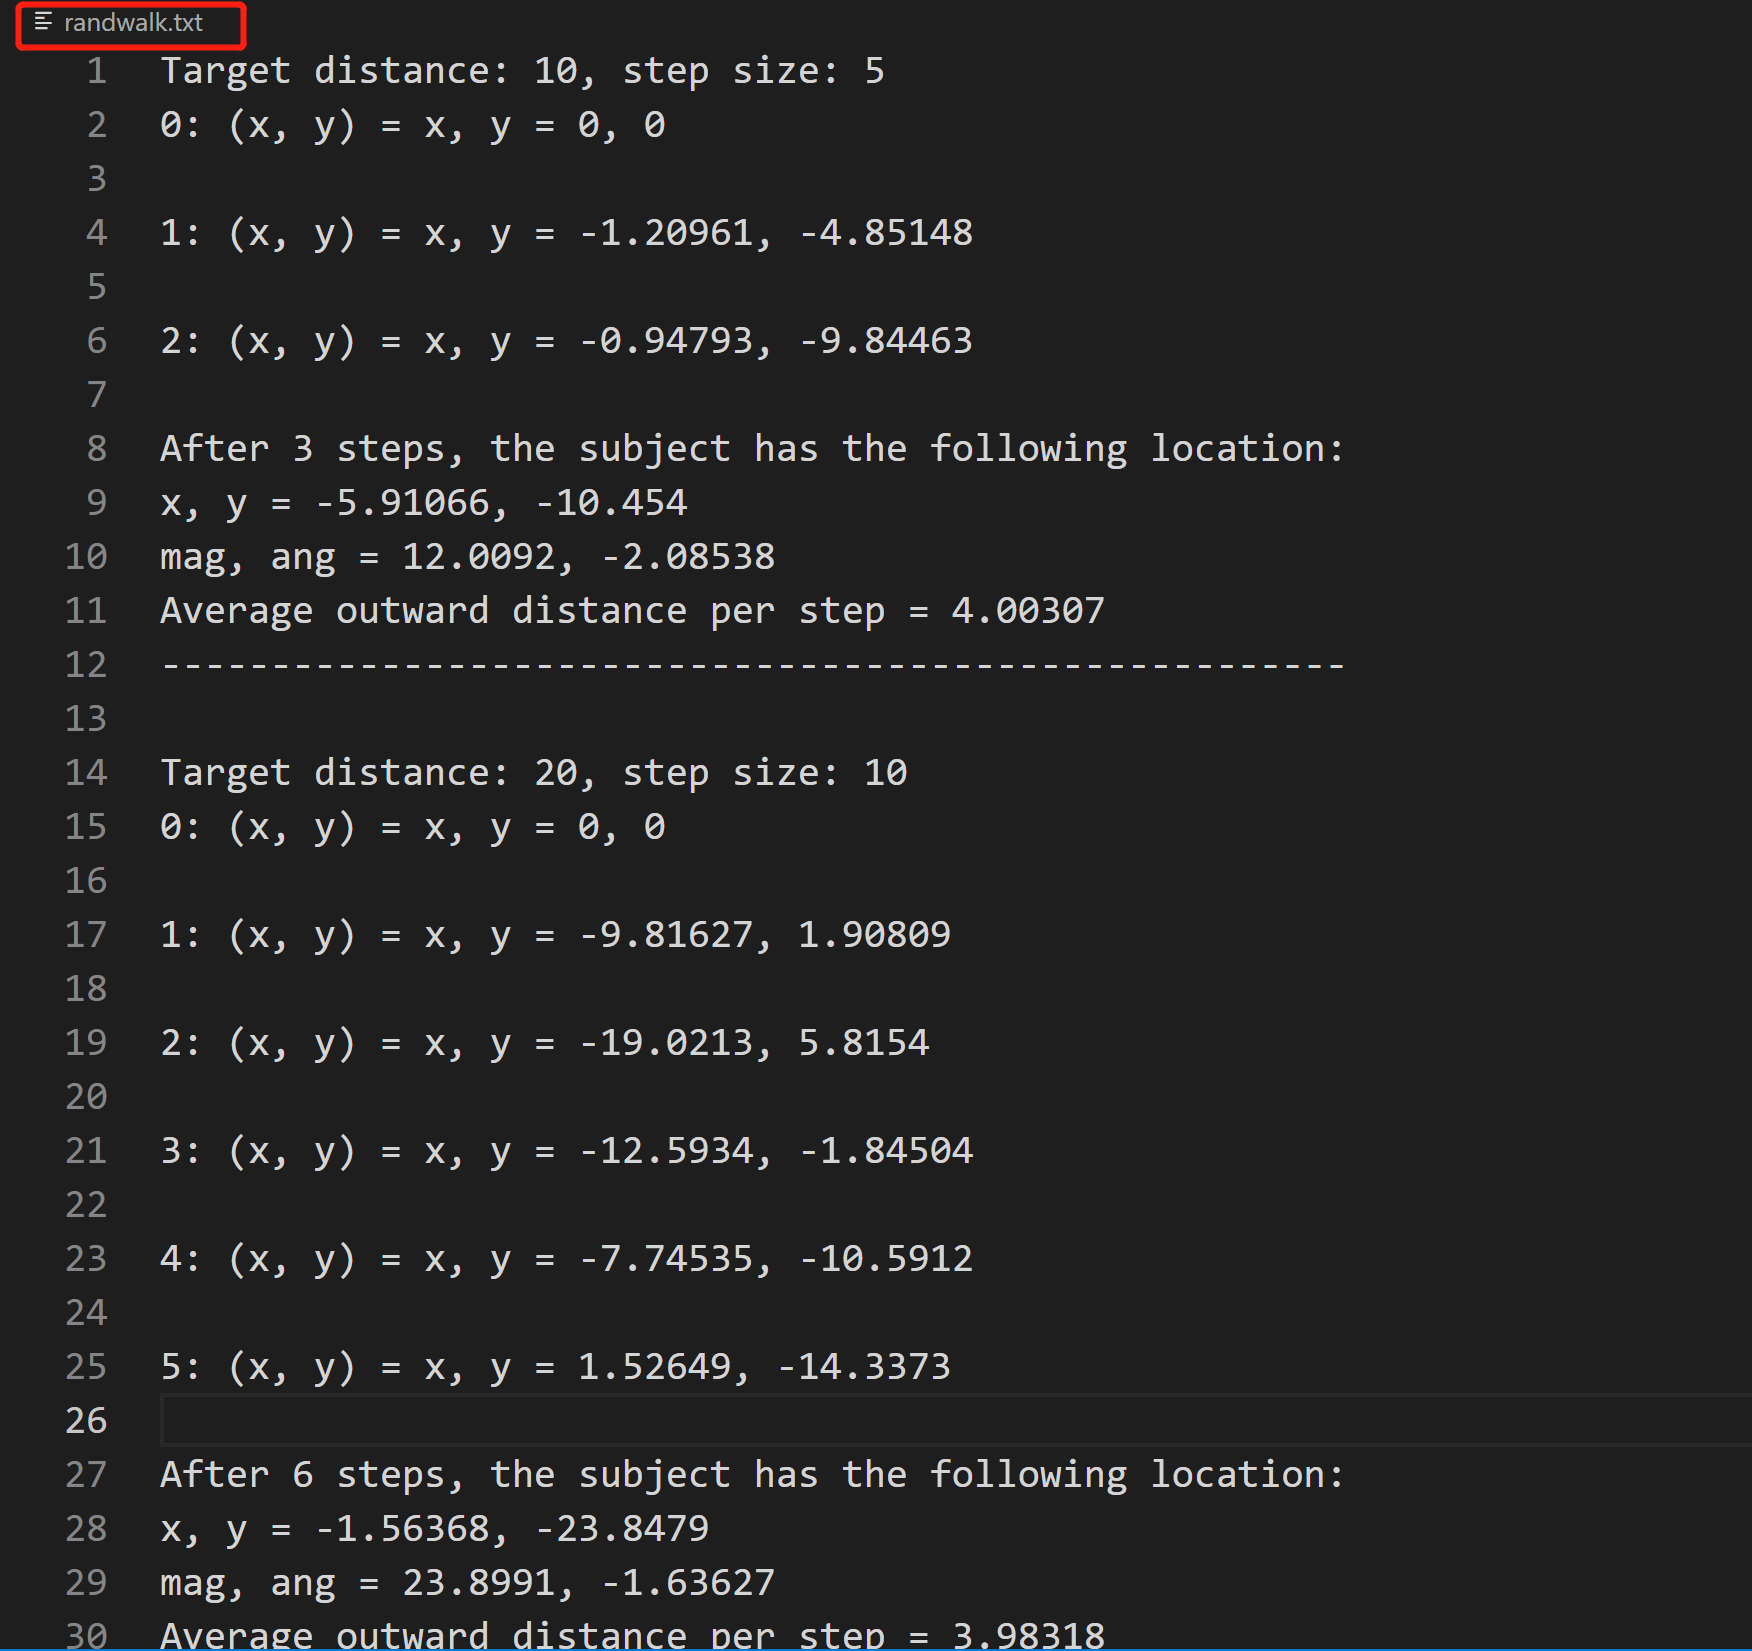 randwalk.txt
1 Target distance: 10, step size: 5
2 0: (x, y) = x, y = 0, 0
3
4 1: (x, y) = x, y = -1.20961, -4.85148
5
6 2: (x, y) = x, y = -0.94793, -9.84463
7
8 After 3 steps, the subject has the following location:
9 x, y = -5.91066, -10.454
10 mag, ang = 12.0092, -2.08538
11 Average outward distance per step = 4.00307
12 ------------------------------------------------------
13
14 Target distance: 20, step size: 10
15 0: (x, y) = x, y = 0, 0
16
17 1: (x, y) = x, y = -9.81627, 1.90809
18
19 2: (x, y) = x, y = -19.0213, 5.8154
20
21 3: (x, y) = x, y = -12.5934, -1.84504
22
23 4: (x, y) = x, y = -7.74535, -10.5912
24
25 5: (x, y) = x, y = 1.52649, -14.3373
26
27 After 6 steps, the subject has the following location:
28 x, y = -1.56368, -23.8479
29 mag, ang = 23.8991, -1.63627
30 Average outward distance per step = 3.98318